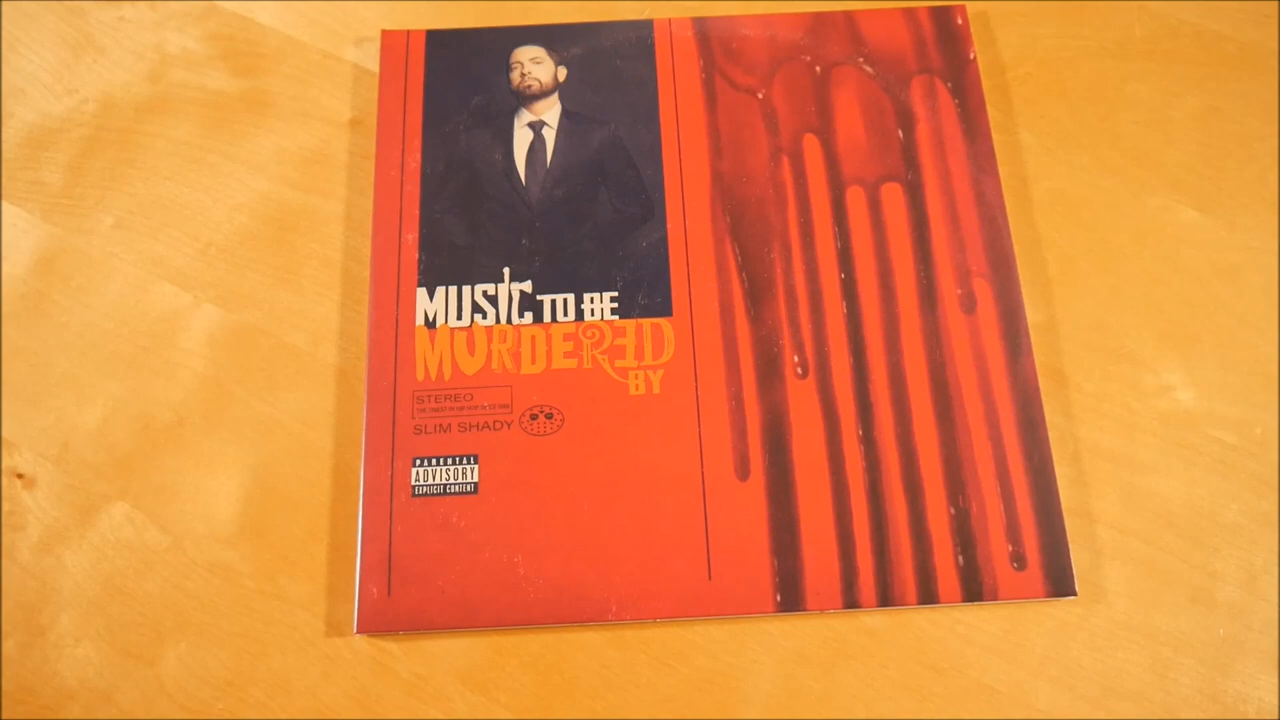 MUSIC TO BE
MURDERED
BY
STEREO
SLIM SHADY
PARENTAL
ADVISORY
EXPLICIT CONTENT